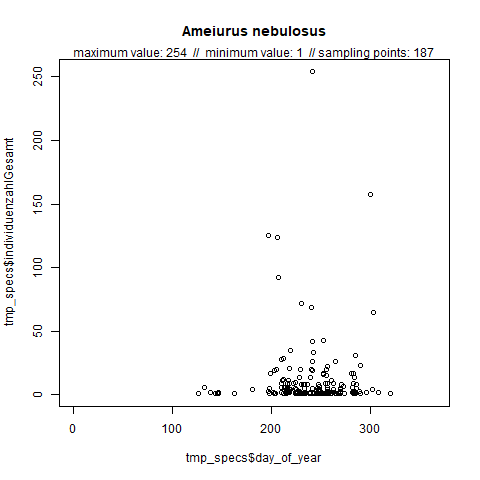 Ameiurus nebulosus
maximum value: 254 // minimum value: 1 // sampling points: 187
tmp_specs$individuenzahlGesamt
250
200
150
100
50
0
0 100 200 300
tmp_specs$day_of_year